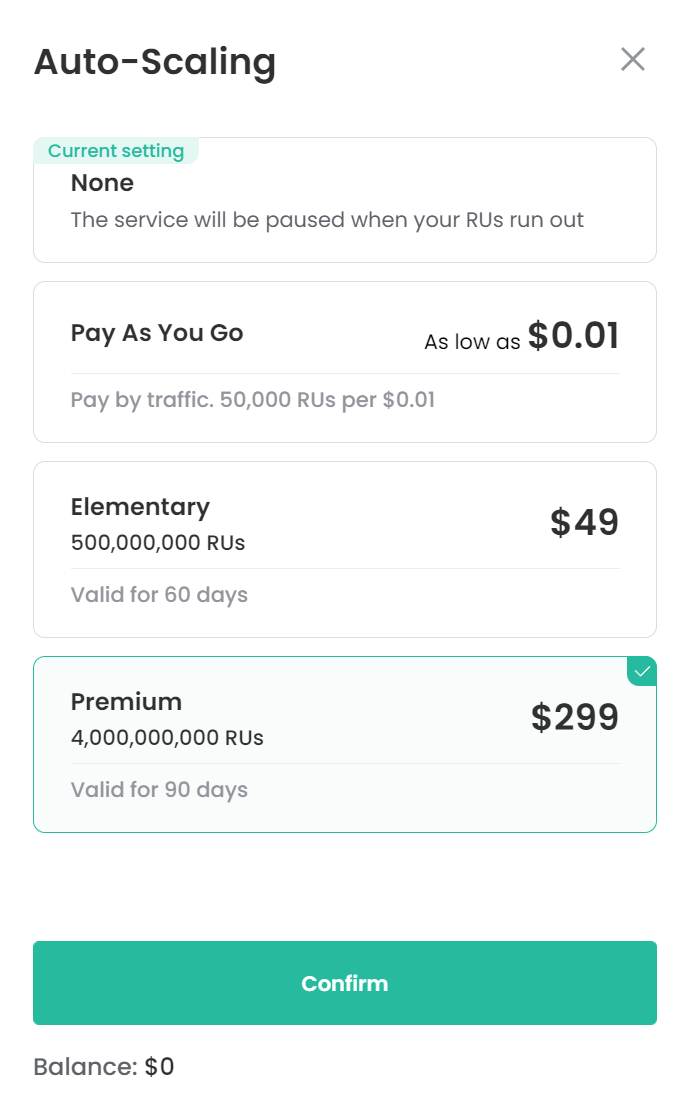 Auto-Scaling
Current setting
None
The service will be paused when your RUs run out
Pay As You Go
As low as $0.01
Pay by traffic. 50,000 RUs per $0.01
Elementary
$49
500,000,000 RUs
Valid for 60 days
Premium
$299
4,000,000,000 RUs
Valid for 90 days
Confirm
Balance: $0